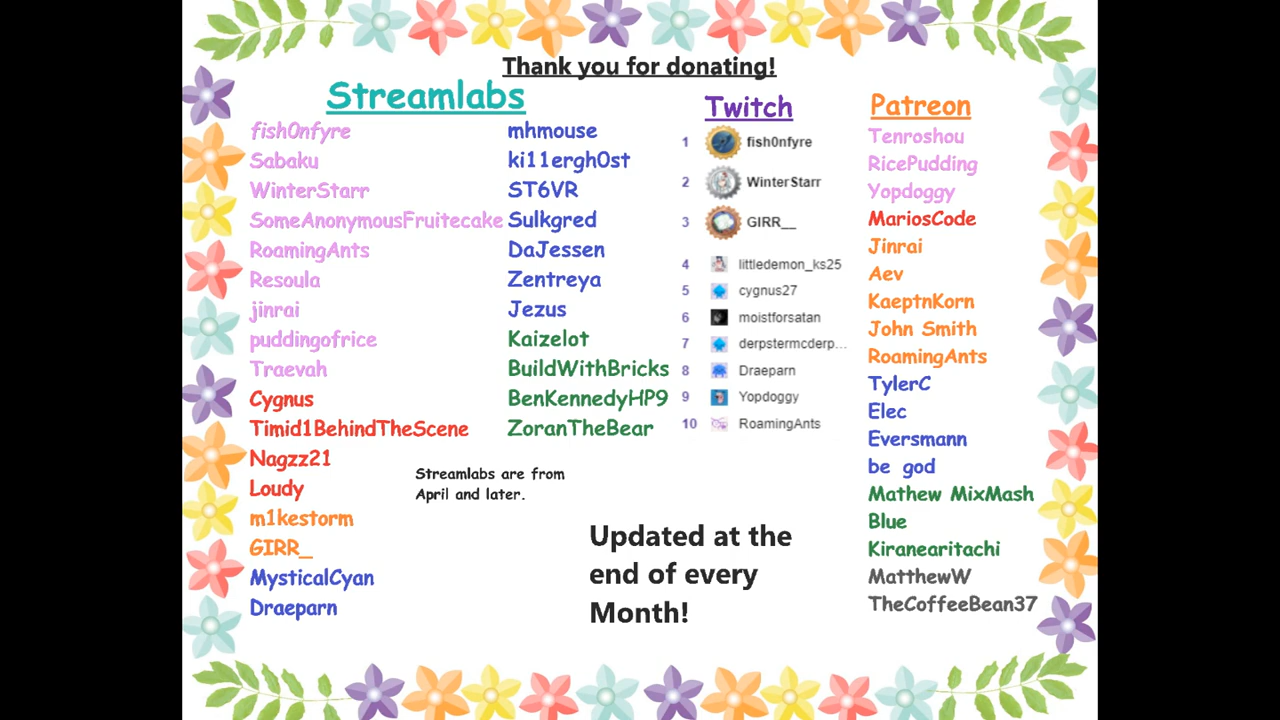 Thank you for donating!
Streamlabs
fish0nfyre
Sabaku
WinterStarr
SomeAnonymousFruitecake
RoamingAnts
Resoula
jinrai
puddingofrice
Traevah
Cygnus
Timid1BehindTheScene
Nagzz21
Loudy
m1kestorm
GIRR_
MysticalCyan
Draeparn
mhmouse
ki11ergh0st
ST6VR
Sulkgred
DaJessen
Zentreya
Jezus
Kaizelot
BuildWithBricks
BenKennedyHP9
ZoranTheBear
Streamlabs are from
April and later.
Twitch
1 fish0nfyre
2 WinterStarr
3 GIRR__
4 littledemon_ks25
5 cygnus27
6 moistforsatan
7 derpstermcderp...
8 Draeparn
9 Yopdoggy
10 RoamingAnts
Updated at the
end of every
Month!
Patreon
Tenroshou
RicePudding
Yopdoggy
MariosCode
Jinrai
Aev
KaeptnKorn
John Smith
RoamingAnts
TylerC
Elec
Eversmann
be god
Mathew MixMash
Blue
Kiranearitachi
MatthewW
TheCoffeeBean37